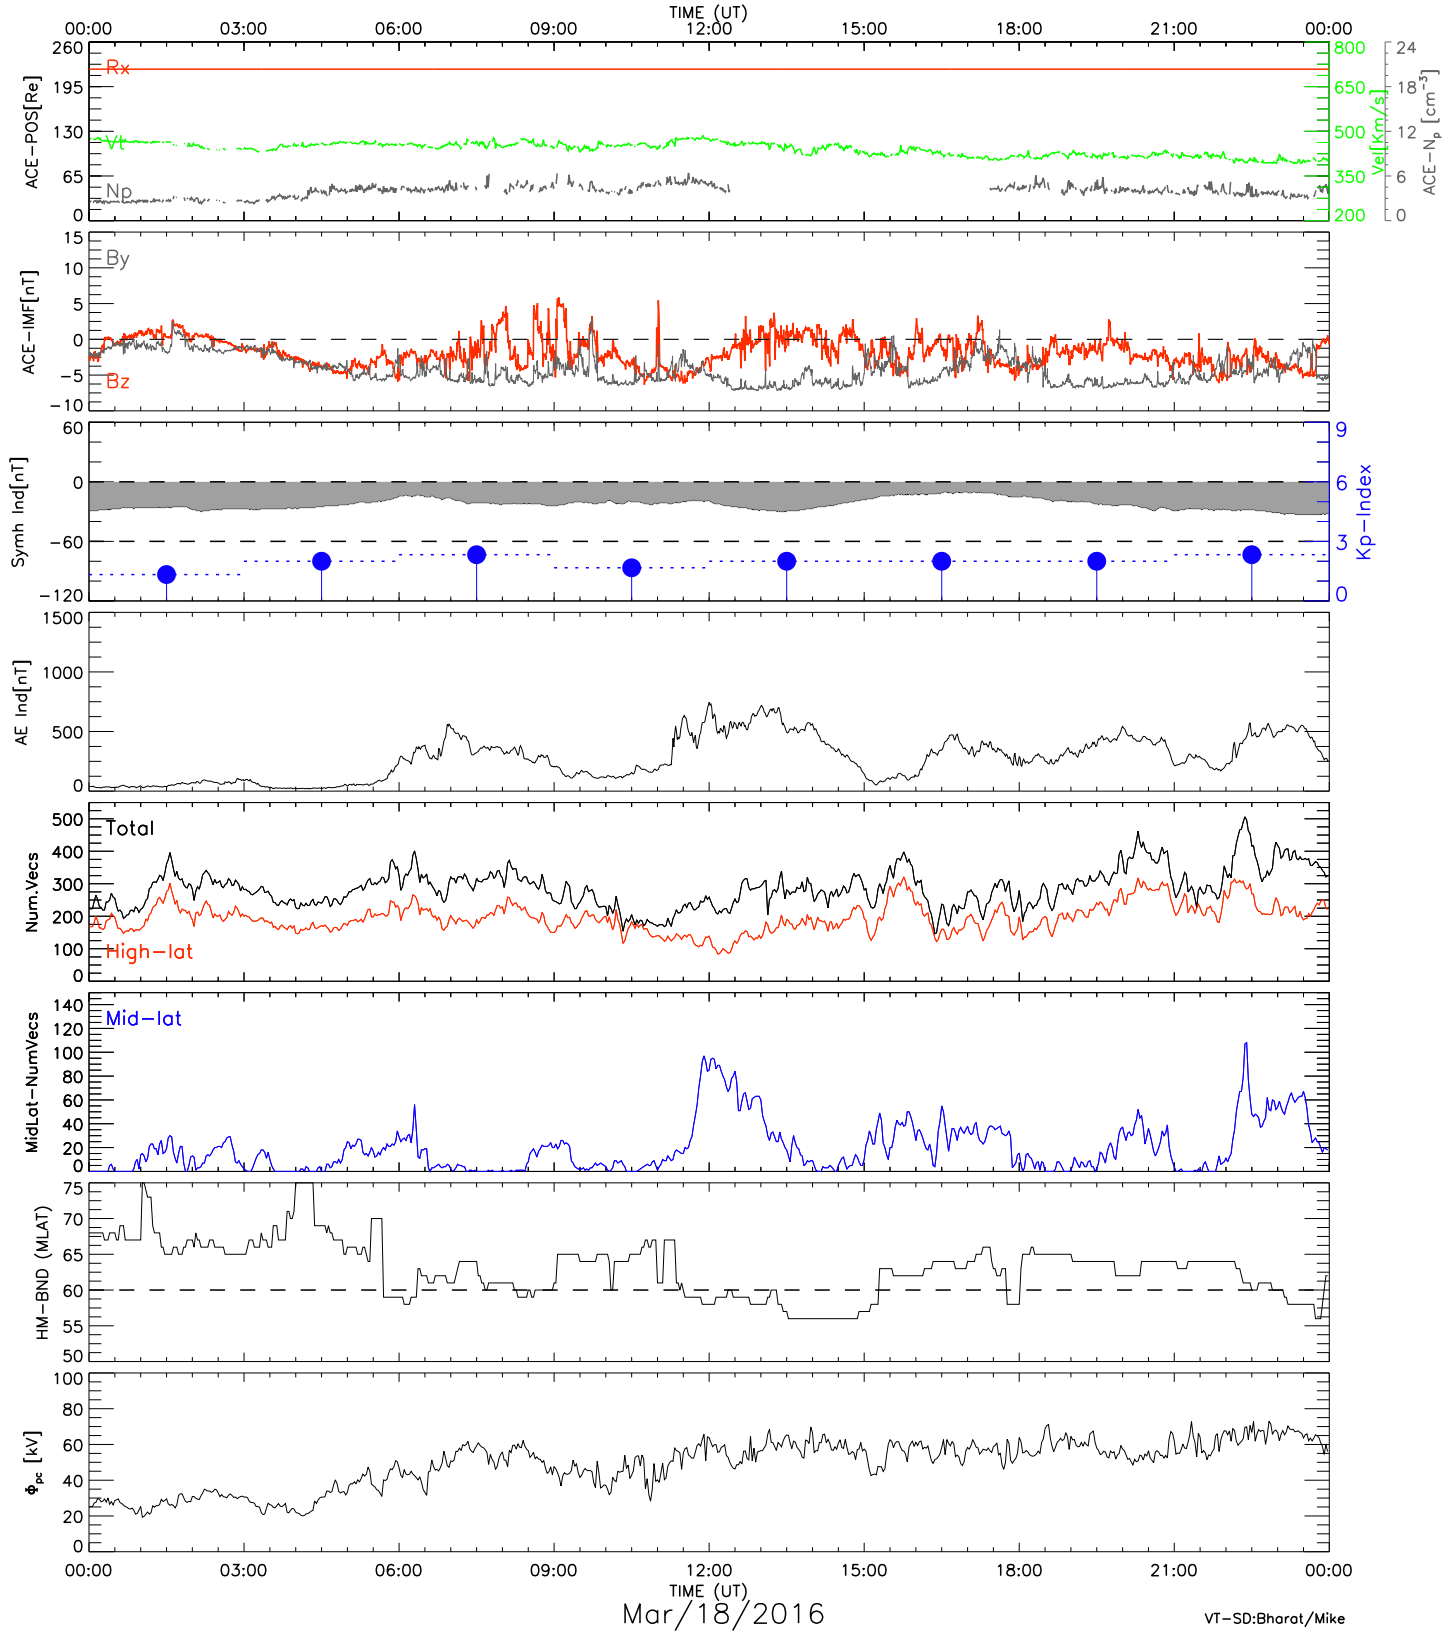 TIME (UT)
00:00 03:00 06:00 09:00 12:00 15:00 18:00 21:00 00:00
ACE-POS[Re]
260
195
130
65
0
Rx
Vt
Np
800
650
500
350
200
Vel[Km/s]
24
18
12
6
0
ACE-Np [cm-3]
ACE-IMF[nT]
15
10
5
0
-5
-10
By
Bz
Symh Ind[nT]
60
0
-60
-120
9
6
3
0
Kp-Index
AE Ind[nT]
1500
1000
500
0
Num.Vecs
500
400
300
200
100
0
Total
High-lat
MidLat-NumVecs
140
120
100
80
60
40
20
0
Mid-lat
HM-BND (MLAT)
75
70
65
60
55
50
Φpc [kV]
100
80
60
40
20
0
00:00 03:00 06:00 09:00 12:00 15:00 18:00 21:00 00:00
TIME (UT)
Mar/18/2016
VT-SD:Bharat/Mike